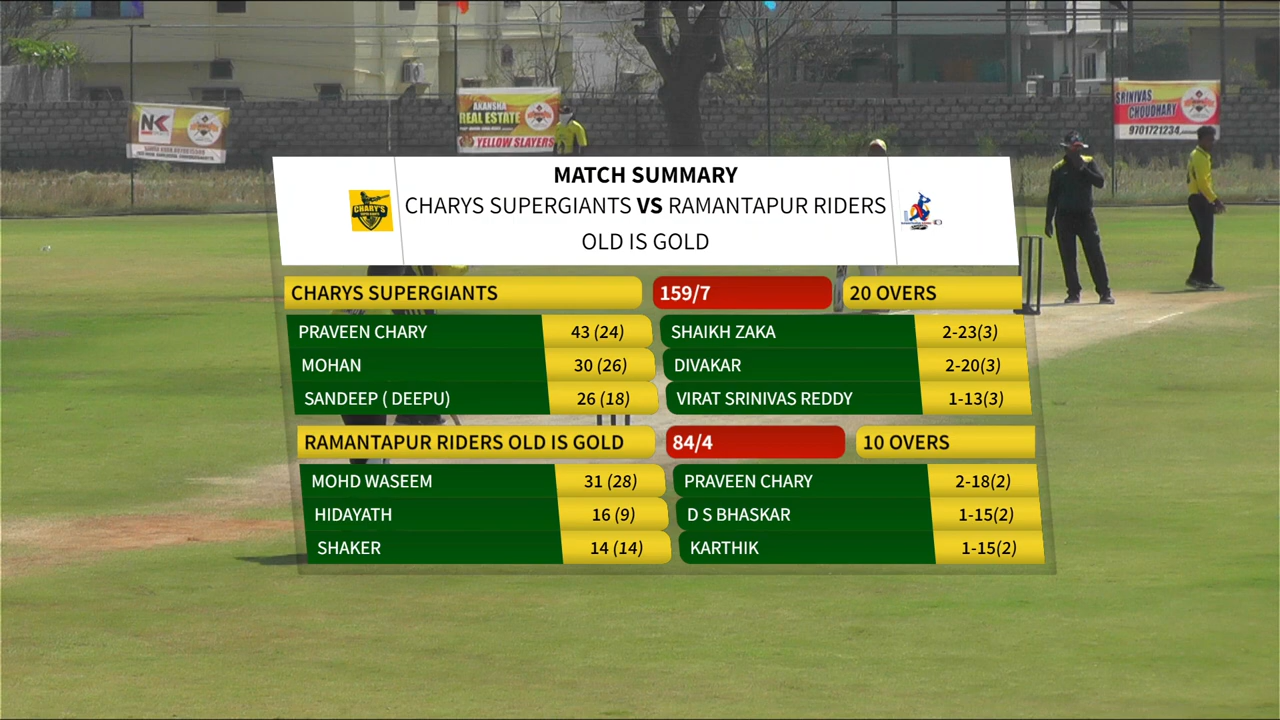 NK
AKANSHA
REAL ESTATE
YELLOW SLAYERS
SRINIVAS
CHOUDHARY
9701721234
MATCH SUMMARY
CHARY'S
CHARYS SUPERGIANTS VS RAMANTAPUR RIDERS
OLD IS GOLD
CHARYS SUPERGIANTS 159/7 20 OVERS
PRAVEEN CHARY 43 (24) SHAIKH ZAKA 2-23(3)
MOHAN 30 (26) DIVAKAR 2-20(3)
SANDEEP ( DEEPU) 26 (18) VIRAT SRINIVAS REDDY 1-13(3)
RAMANTAPUR RIDERS OLD IS GOLD 84/4 10 OVERS
MOHD WASEEM 31 (28) PRAVEEN CHARY 2-18(2)
HIDAYATH 16 (9) D S BHASKAR 1-15(2)
SHAKER 14 (14) KARTHIK 1-15(2)